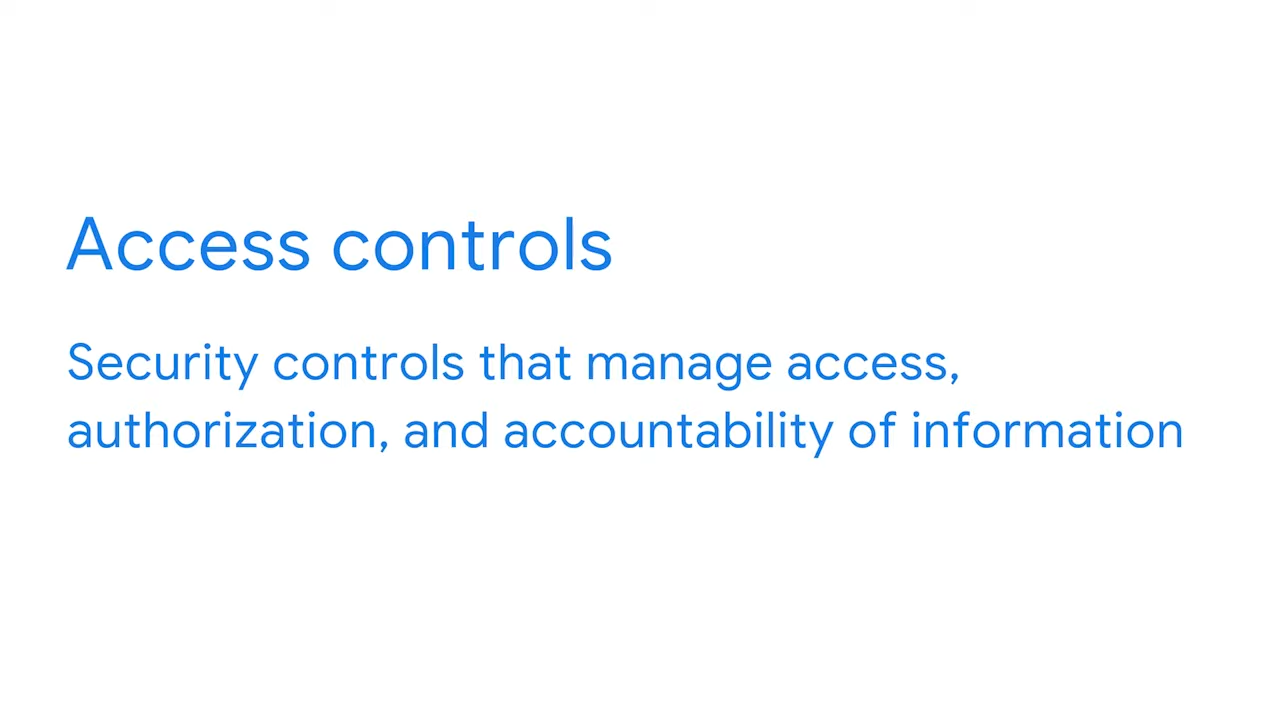 Access controls
Security controls that manage access,
authorization, and accountability of information